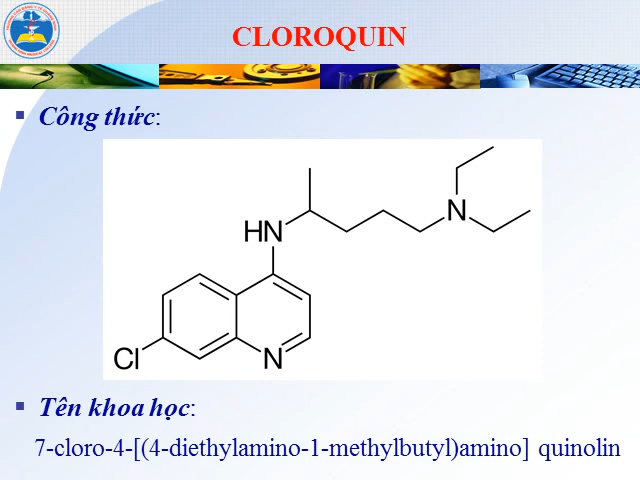 CLOROQUIN
▪ Công thức:
HN
N
Cl
N
▪ Tên khoa học:
7-cloro-4-[(4-diethylamino-1-methylbutyl)amino] quinolin